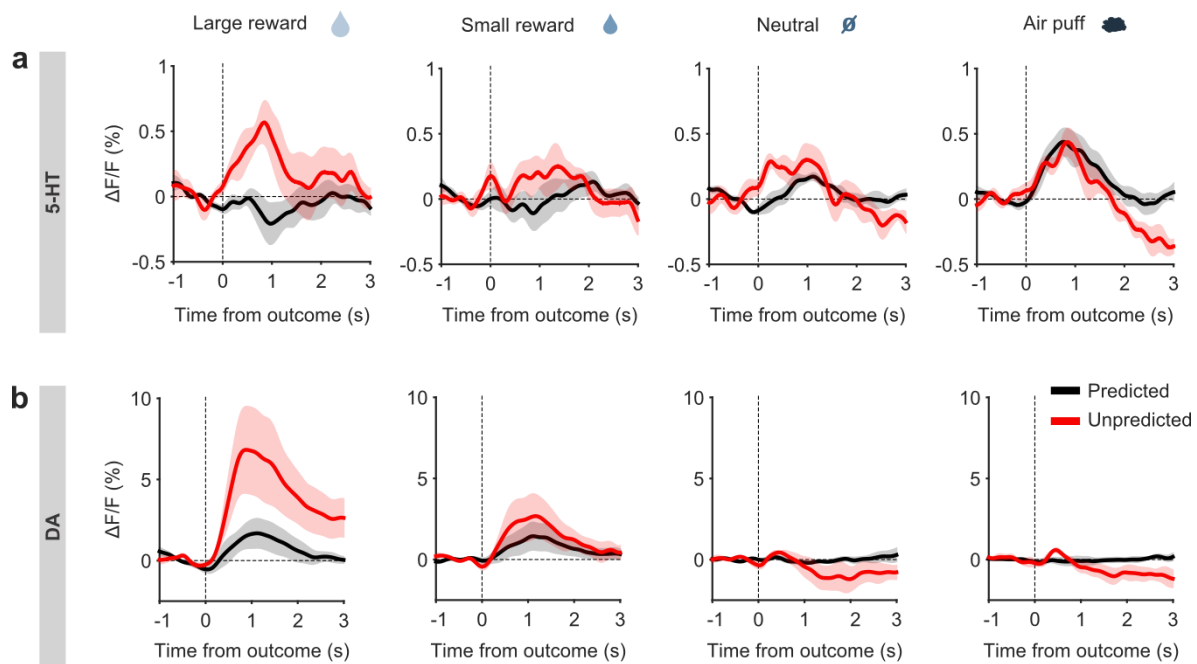 Large reward
Small reward
Neutral
Air puff
a
5-HT
ΔF/F (%)
1
0.5
0
-0.5
-1 0 1 2 3
Time from outcome (s)
1
0.5
0
-0.5
-1 0 1 2 3
Time from outcome (s)
1
0.5
0
-0.5
-1 0 1 2 3
Time from outcome (s)
1
0.5
0
-0.5
-1 0 1 2 3
Time from outcome (s)
b
DA
ΔF/F (%)
10
5
0
-1 0 1 2 3
Time from outcome (s)
10
5
0
-1 0 1 2 3
Time from outcome (s)
10
5
0
-1 0 1 2 3
Time from outcome (s)
10
5
0
-1 0 1 2 3
Time from outcome (s)
Predicted
Unpredicted